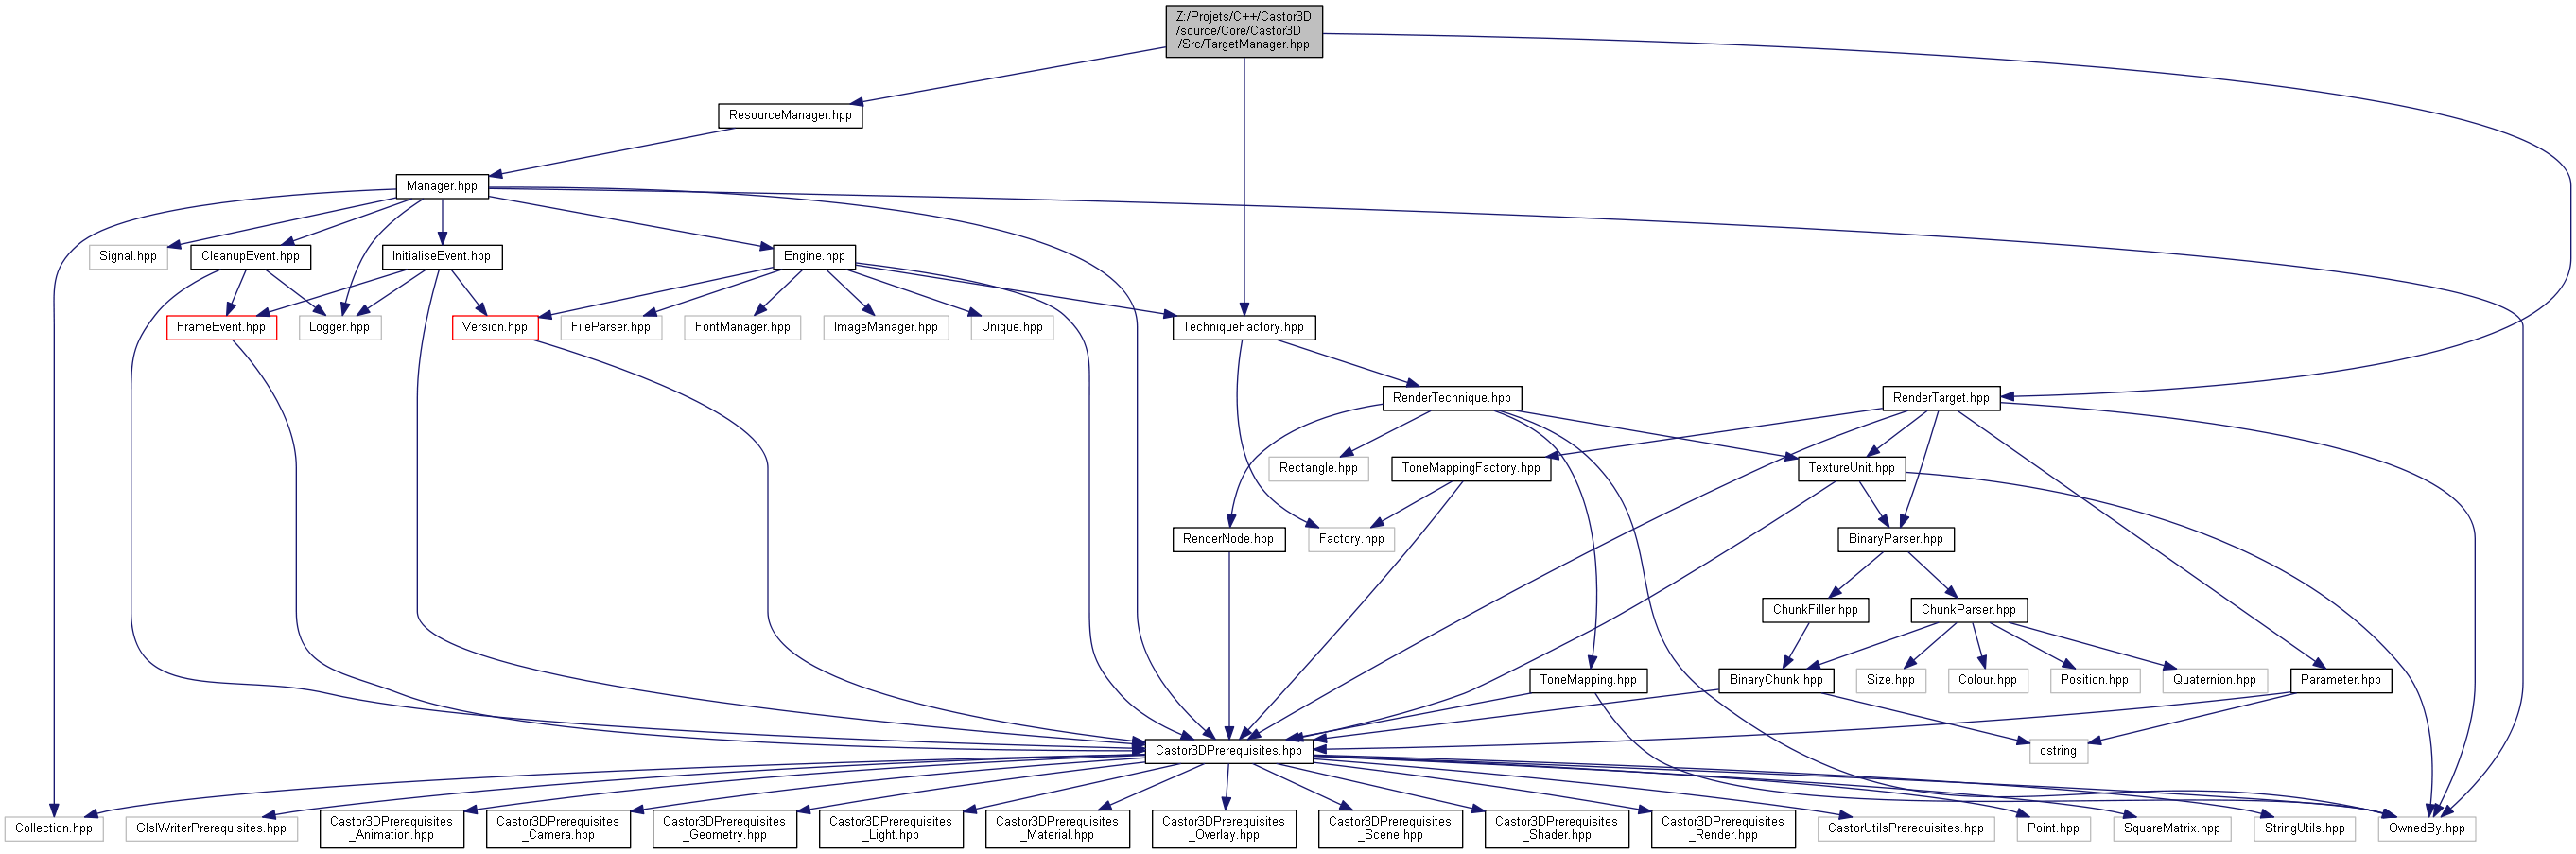 Z:/Projets/C++/Castor3D
/source/Core/Castor3D
/Src/TargetManager.hpp
ResourceManager.hpp
Manager.hpp
Signal.hpp
CleanupEvent.hpp
InitialiseEvent.hpp
Engine.hpp
FrameEvent.hpp
Logger.hpp
Version.hpp
FileParser.hpp
FontManager.hpp
ImageManager.hpp
Unique.hpp
TechniqueFactory.hpp
RenderTechnique.hpp
RenderTarget.hpp
Rectangle.hpp
ToneMappingFactory.hpp
TextureUnit.hpp
RenderNode.hpp
Factory.hpp
BinaryParser.hpp
ChunkFiller.hpp
ChunkParser.hpp
ToneMapping.hpp
BinaryChunk.hpp
Size.hpp
Colour.hpp
Position.hpp
Quaternion.hpp
Parameter.hpp
Castor3DPrerequisites.hpp
cstring
Collection.hpp
GlslWriterPrerequisites.hpp
Castor3DPrerequisites
_Animation.hpp
Castor3DPrerequisites
_Camera.hpp
Castor3DPrerequisites
_Geometry.hpp
Castor3DPrerequisites
_Light.hpp
Castor3DPrerequisites
_Material.hpp
Castor3DPrerequisites
_Overlay.hpp
Castor3DPrerequisites
_Scene.hpp
Castor3DPrerequisites
_Shader.hpp
Castor3DPrerequisites
_Render.hpp
CastorUtilsPrerequisites.hpp
Point.hpp
SquareMatrix.hpp
StringUtils.hpp
OwnedBy.hpp